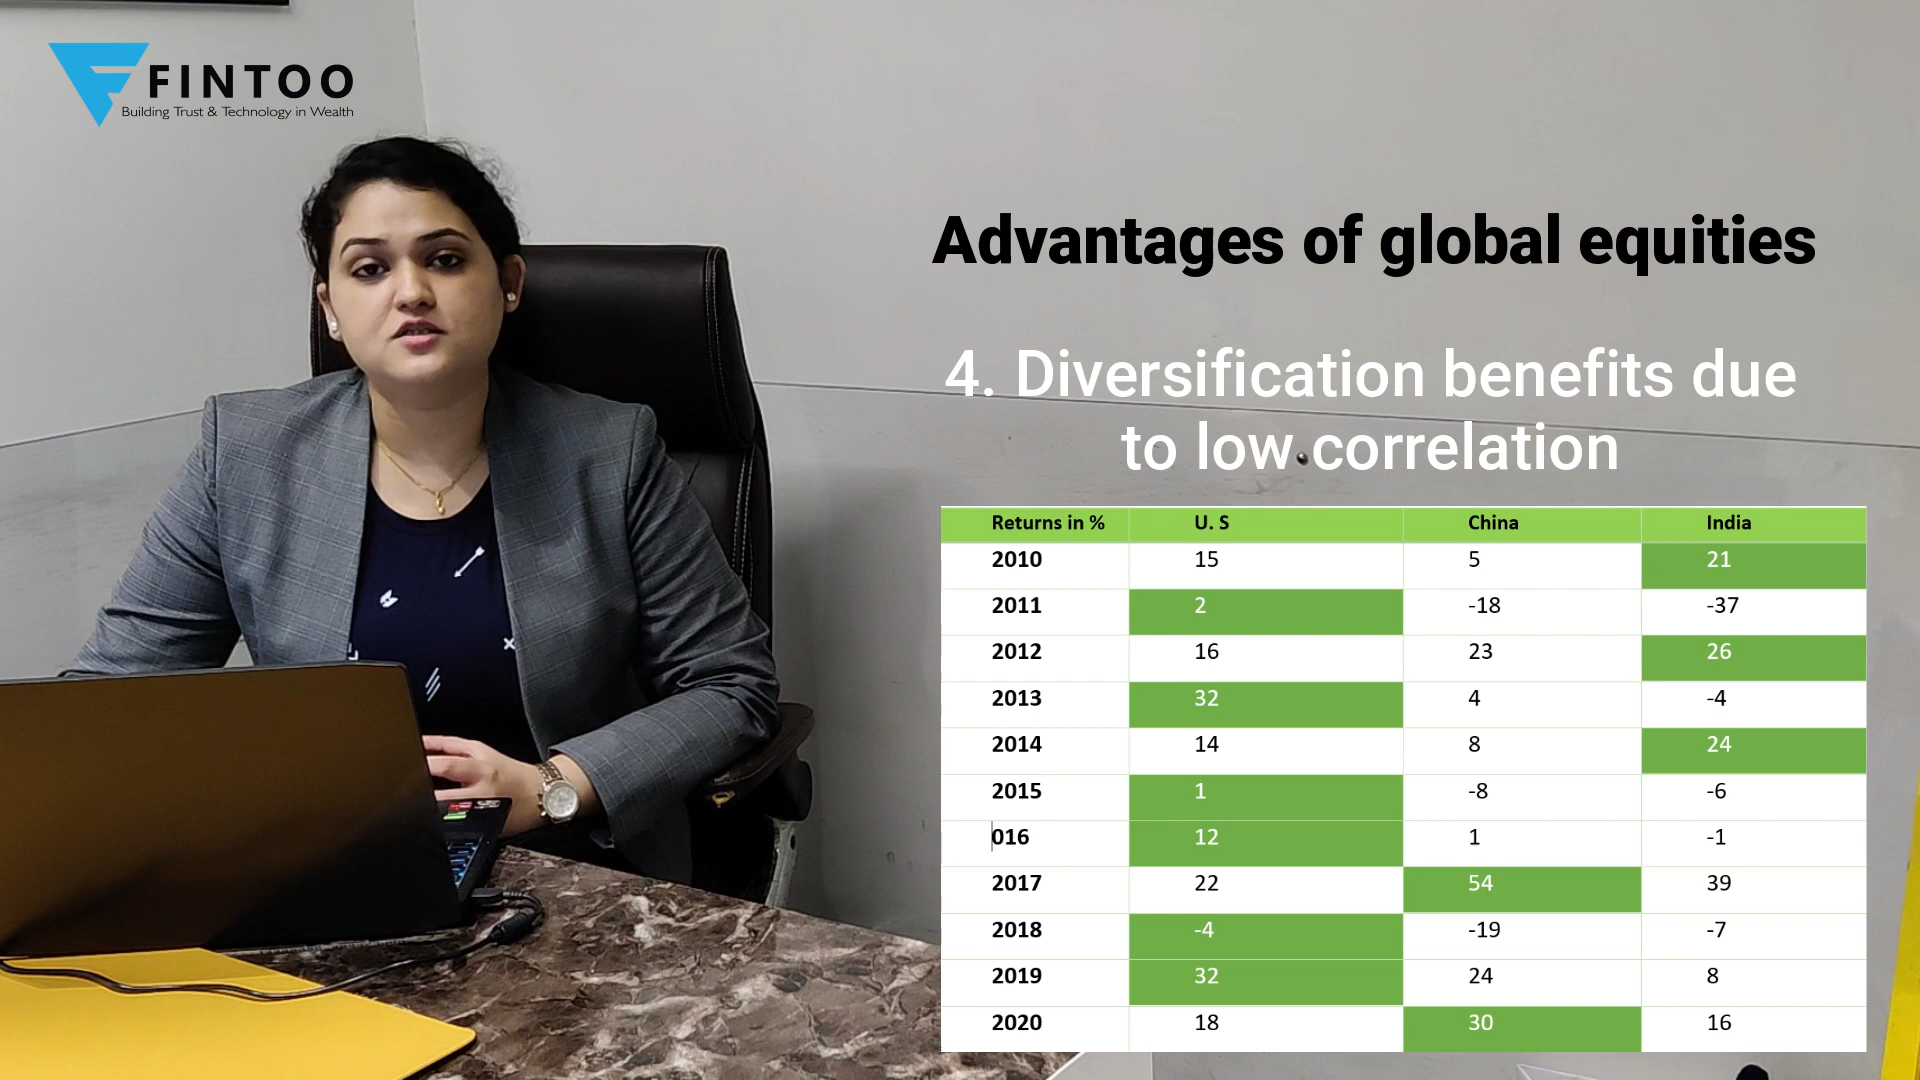 FINTOO
Building Trust & Technology in Wealth
Advantages of global equities
4. Diversification benefits due
to low correlation
Returns in % U. S China India
2010 15 5 21
2011 2 -18 -37
2012 16 23 26
2013 32 4 -4
2014 14 8 24
2015 1 -8 -6
016 12 1 -1
2017 22 54 39
2018 -4 -19 -7
2019 32 24 8
2020 18 30 16